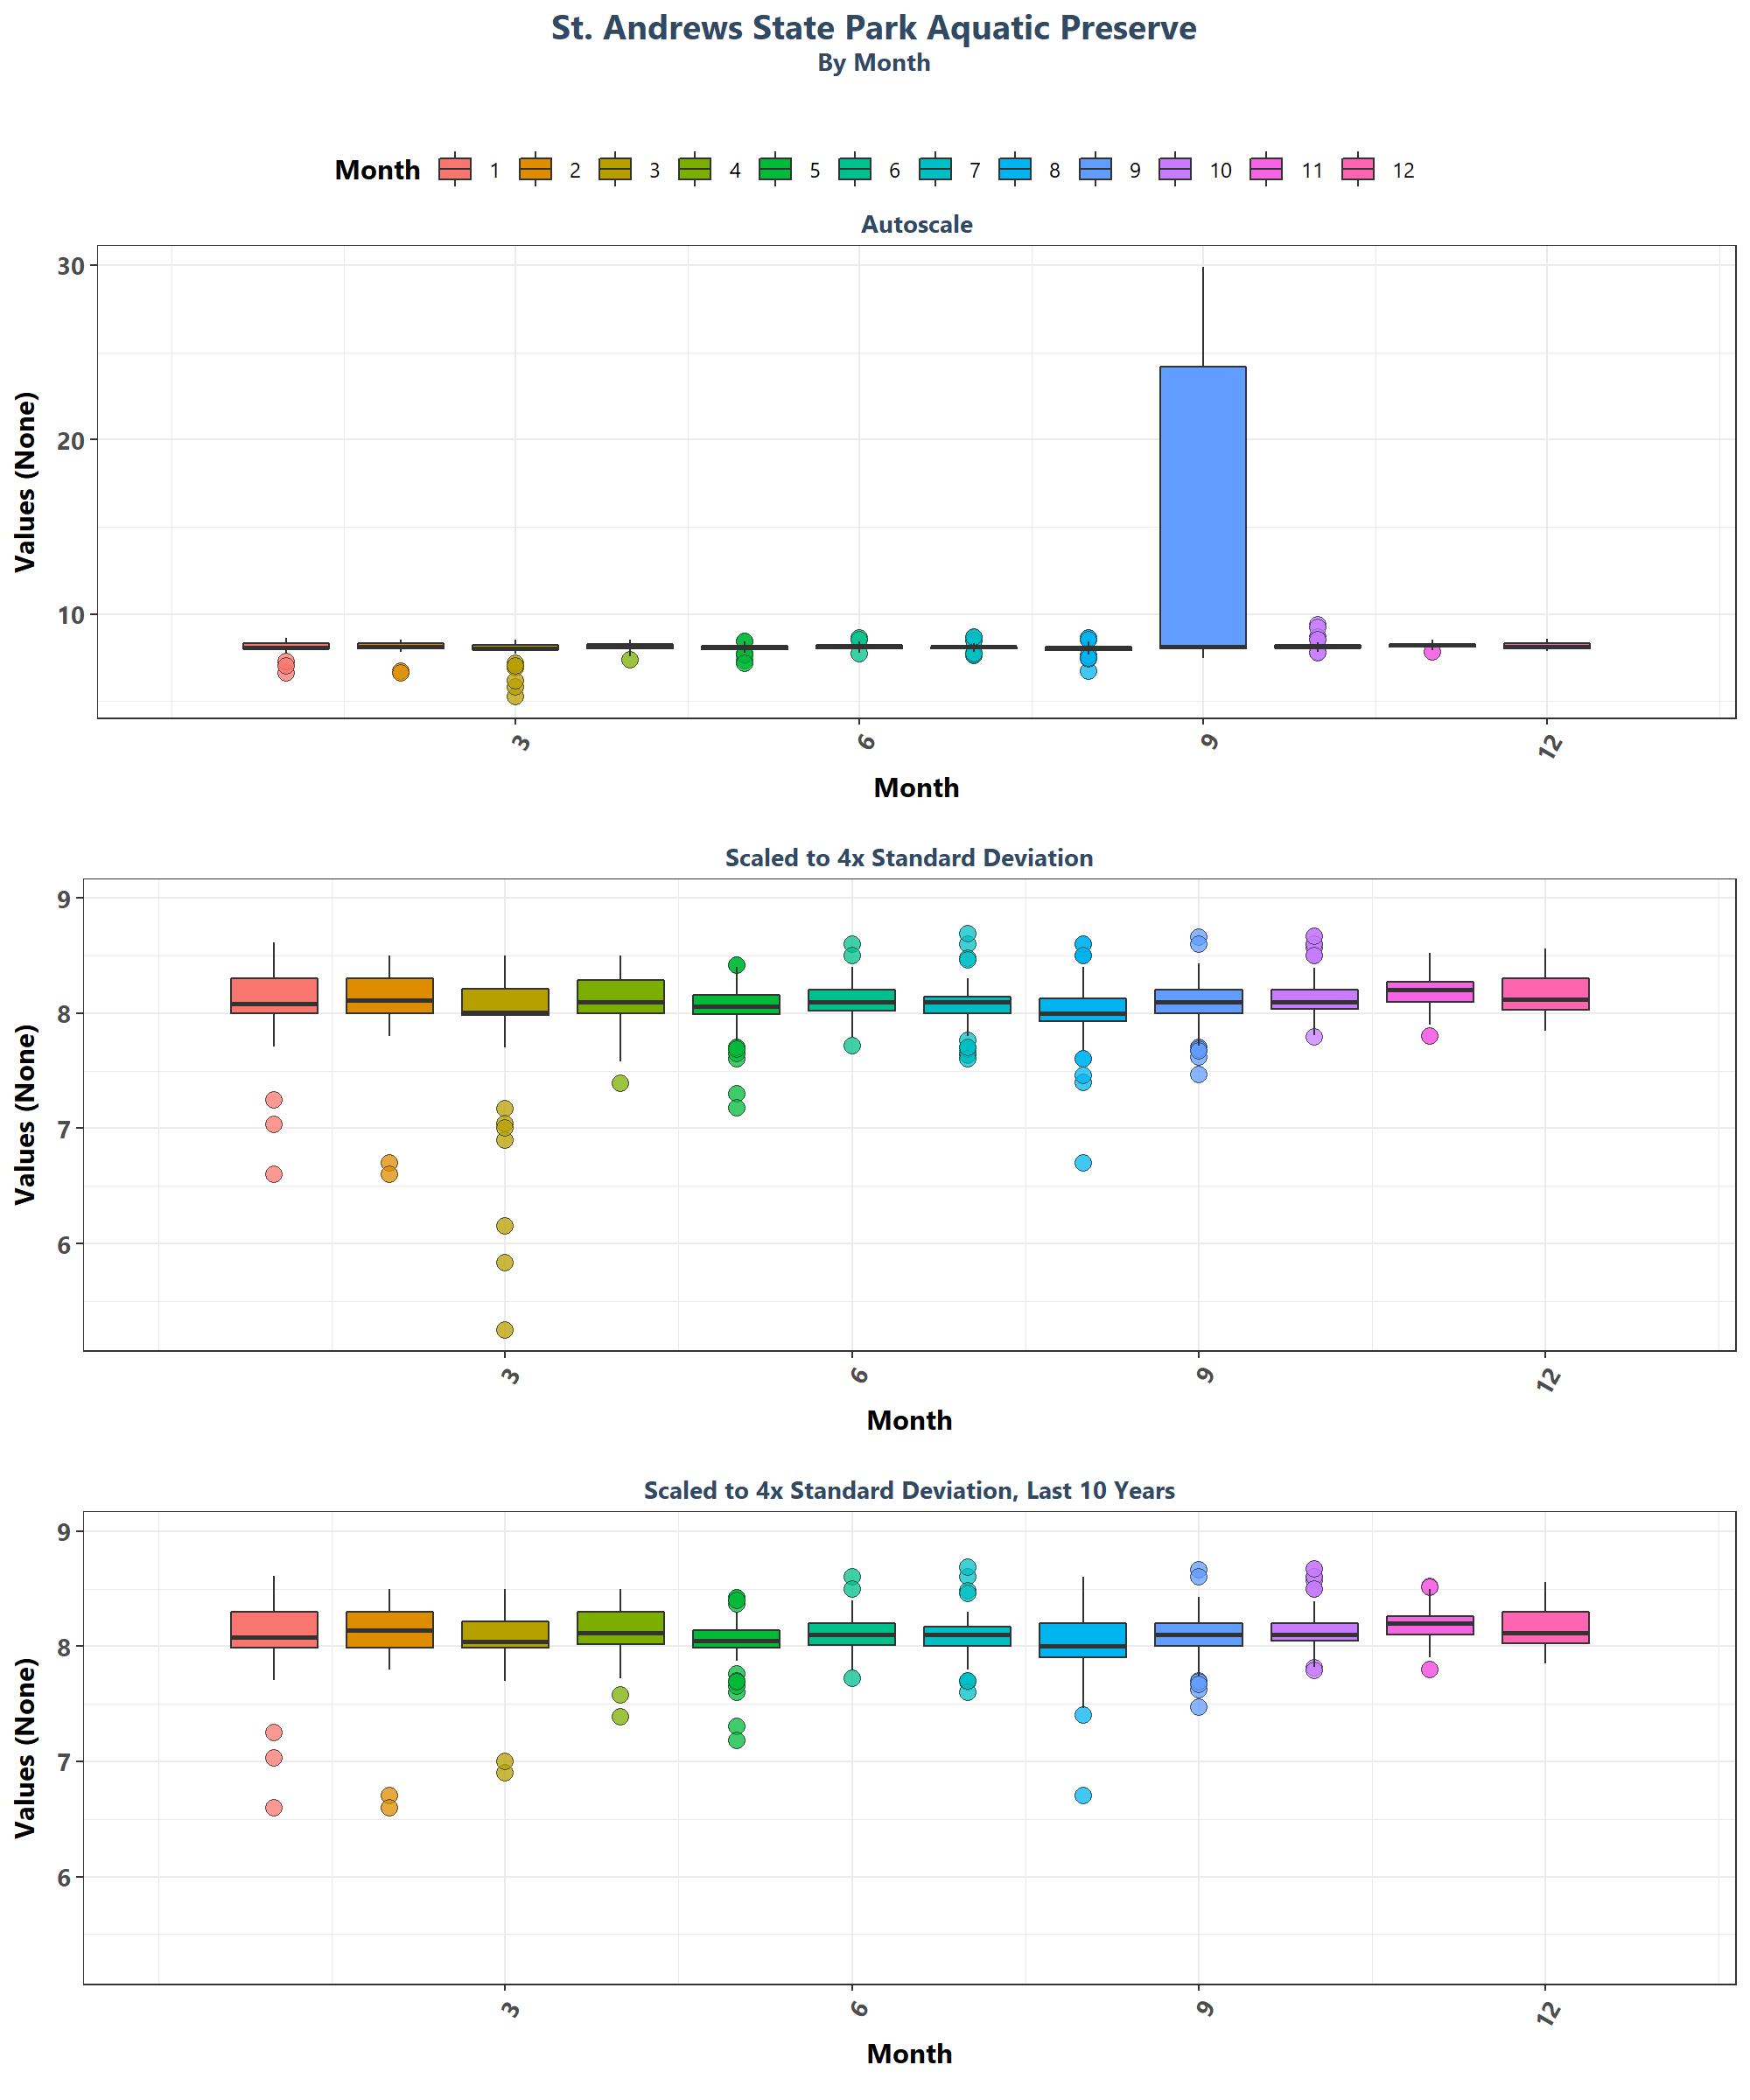 St. Andrews State Park Aquatic Preserve
By Month
Month 1 2 3 4 5 6 7 8 9 10 11 12
Autoscale
Values (None)
30
20
10
3 6 9 12
Month
Scaled to 4x Standard Deviation
Values (None)
9
8
7
6
3 6 9 12
Month
Scaled to 4x Standard Deviation, Last 10 Years
Values (None)
9
8
7
6
3 6 9 12
Month